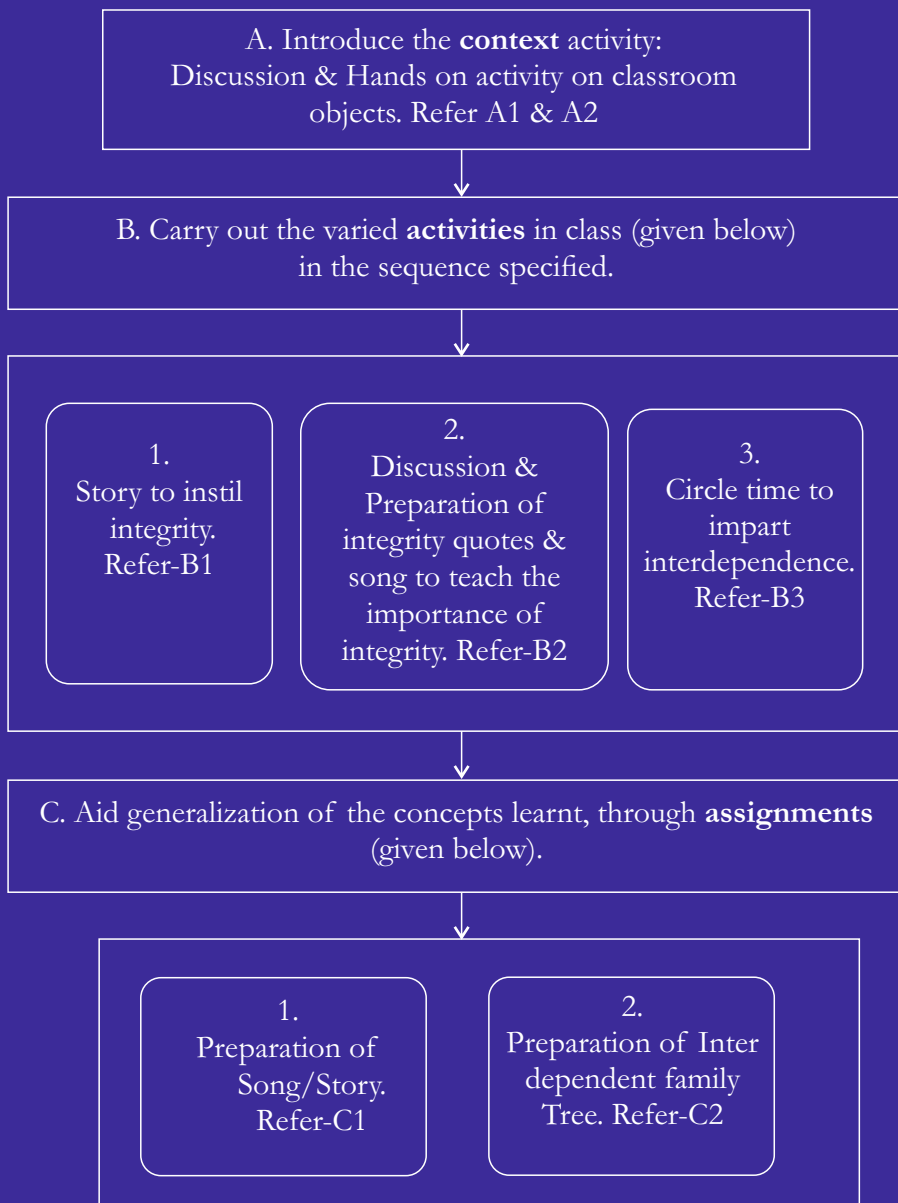 A. Introduce the context activity:
Discussion & Hands on activity on classroom
objects. Refer A1 & A2
B. Carry out the varied activities in class (given below)
in the sequence specified.
1.
Story to instil
integrity.
Refer-B1
2.
Discussion &
Preparation of
integrity quotes &
song to teach the
importance of
integrity. Refer-B2
3.
Circle time to
impart
interdependence.
Refer-B3
C. Aid generalization of the concepts learnt, through assignments
(given below).
1.
Preparation of
Song/Story.
Refer-C1
2.
Preparation of Inter
dependent family
Tree. Refer-C2